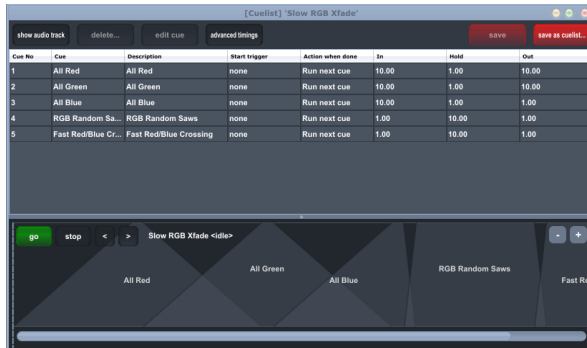 [Cuelist] 'Slow RGB Xfade'
show audio track delete... edit cue advanced timings save save as cuelist...
Cue No Cue Description Start trigger Action when done In Hold Out
1 All Red All Red none Run next cue 10.00 1.00 10.00
2 All Green All Green none Run next cue 10.00 1.00 10.00
3 All Blue All Blue none Run next cue 10.00 1.00 1.00
4 RGB Random Sa... RGB Random Saws none Run next cue 1.00 10.00 1.00
5 Fast Red/Blue Cr... Fast Red/Blue Crossing none Run next cue 1.00 10.00 1.00
go stop < > Slow RGB Xfade <idle> - +
All Red All Green All Blue RGB Random Saws Fast Re